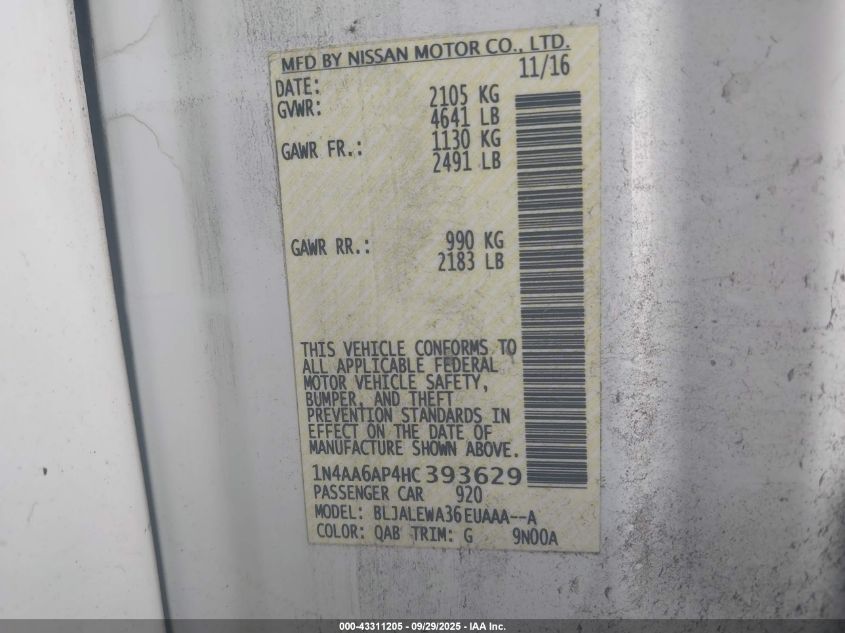 MFD BY NISSAN MOTOR CO., LTD.
DATE: 11/16
GVWR: 2105 KG
4641 LB
GAWR FR.: 1130 KG
2491 LB
GAWR RR.: 990 KG
2183 LB
THIS VEHICLE CONFORMS TO
ALL APPLICABLE FEDERAL
MOTOR VEHICLE SAFETY,
BUMPER, AND THEFT
PREVENTION STANDARDS IN
EFFECT ON THE DATE OF
MANUFACTURE SHOWN ABOVE.
1N4AA6AP4HC393629
PASSENGER CAR 920
MODEL: BLJALEWA36EUAAA--A
COLOR: QAB TRIM: G 9N00A
000-43311205 - 09/29/2025 - IAA Inc.